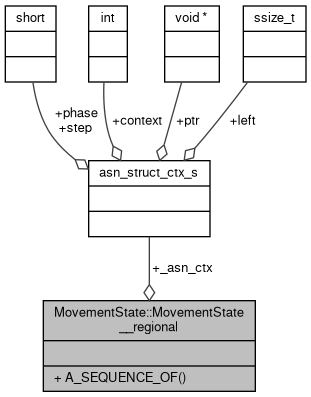 short
int
void *
ssize_t
+phase
+step
+context
+ptr
+left
asn_struct_ctx_s
+_asn_ctx
MovementState::MovementState
__regional
+ A_SEQUENCE_OF()